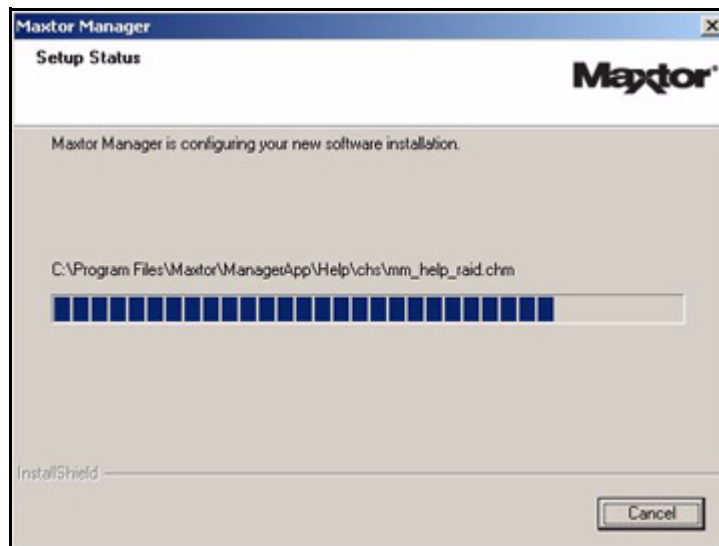 Maxtor Manager
Setup Status
Maxtor
Maxtor Manager is configuring your new software installation.
C:\Program Files\Maxtor\ManagerApp\Help\chs\mm_help_raid.chm
InstallShield
Cancel